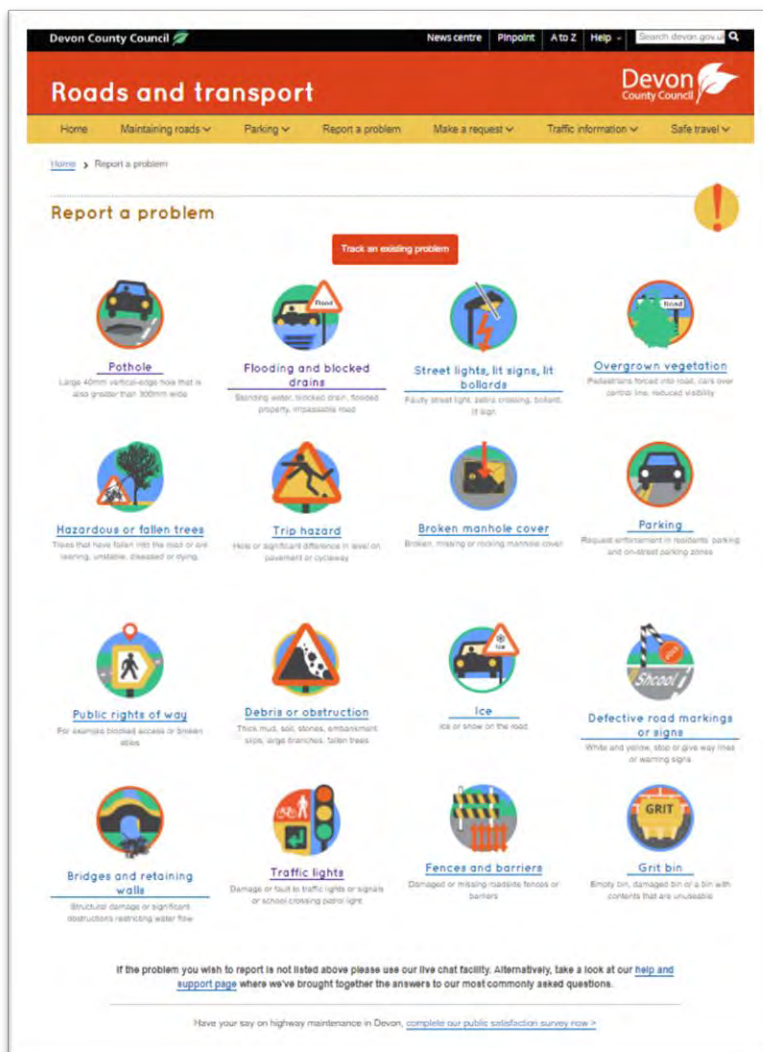 Devon County Council
News centre Pinpoint A to Z Help
Search devon.gov.uk
Roads and transport
Devon
County Council
Home Maintaining roads Parking Report a problem Make a request Traffic information Safe travel
Home > Report a problem
Report a problem
Track an existing problem
Flood
Road
Pothole
Large 40mm vertical-edge hole that is
also greater than 300mm wide
Flooding and blocked
drains
Standing water, blocked drain, flooded
property, impassable road
Street lights, lit signs, lit
bollards
Faulty street light, zebra crossing, bollard,
lit sign
Overgrown vegetation
Pedestrians forced into road, cars over
central line, reduced visibility
Hazardous or fallen trees
Trees that have fallen into the road or are
leaning, unstable, diseased or dying.
Trip hazard
Hole or significant difference in level on
pavement or cycleway
Broken manhole cover
Broken, missing or rocking manhole cover
Parking
Request enforcement in residents parking
and on-street parking zones
Ice
Shcool
Public rights of way
For example blocked access or broken
stiles
Debris or obstruction
Thick mud, soil, stones, embankment
slips, large branches, fallen trees
Ice
Ice or snow on the road
Defective road markings
or signs
White and yellow, stop or give way lines
or warning signs
GRIT
Bridges and retaining
walls
Structural damage or significant
obstructions restricting water flow
Traffic lights
Damage or fault to traffic lights or signals
or school crossing patrol light
Fences and barriers
Damaged or missing roadside fences or
barriers
Grit bin
Empty bin, damaged bin or a bin with
contents that are unuseable
If the problem you wish to report is not listed above please use our live chat facility. Alternatively, take a look at our help and
support page where we've brought together the answers to our most commonly asked questions.
Have your say on highway maintenance in Devon, complete our public satisfaction survey now >